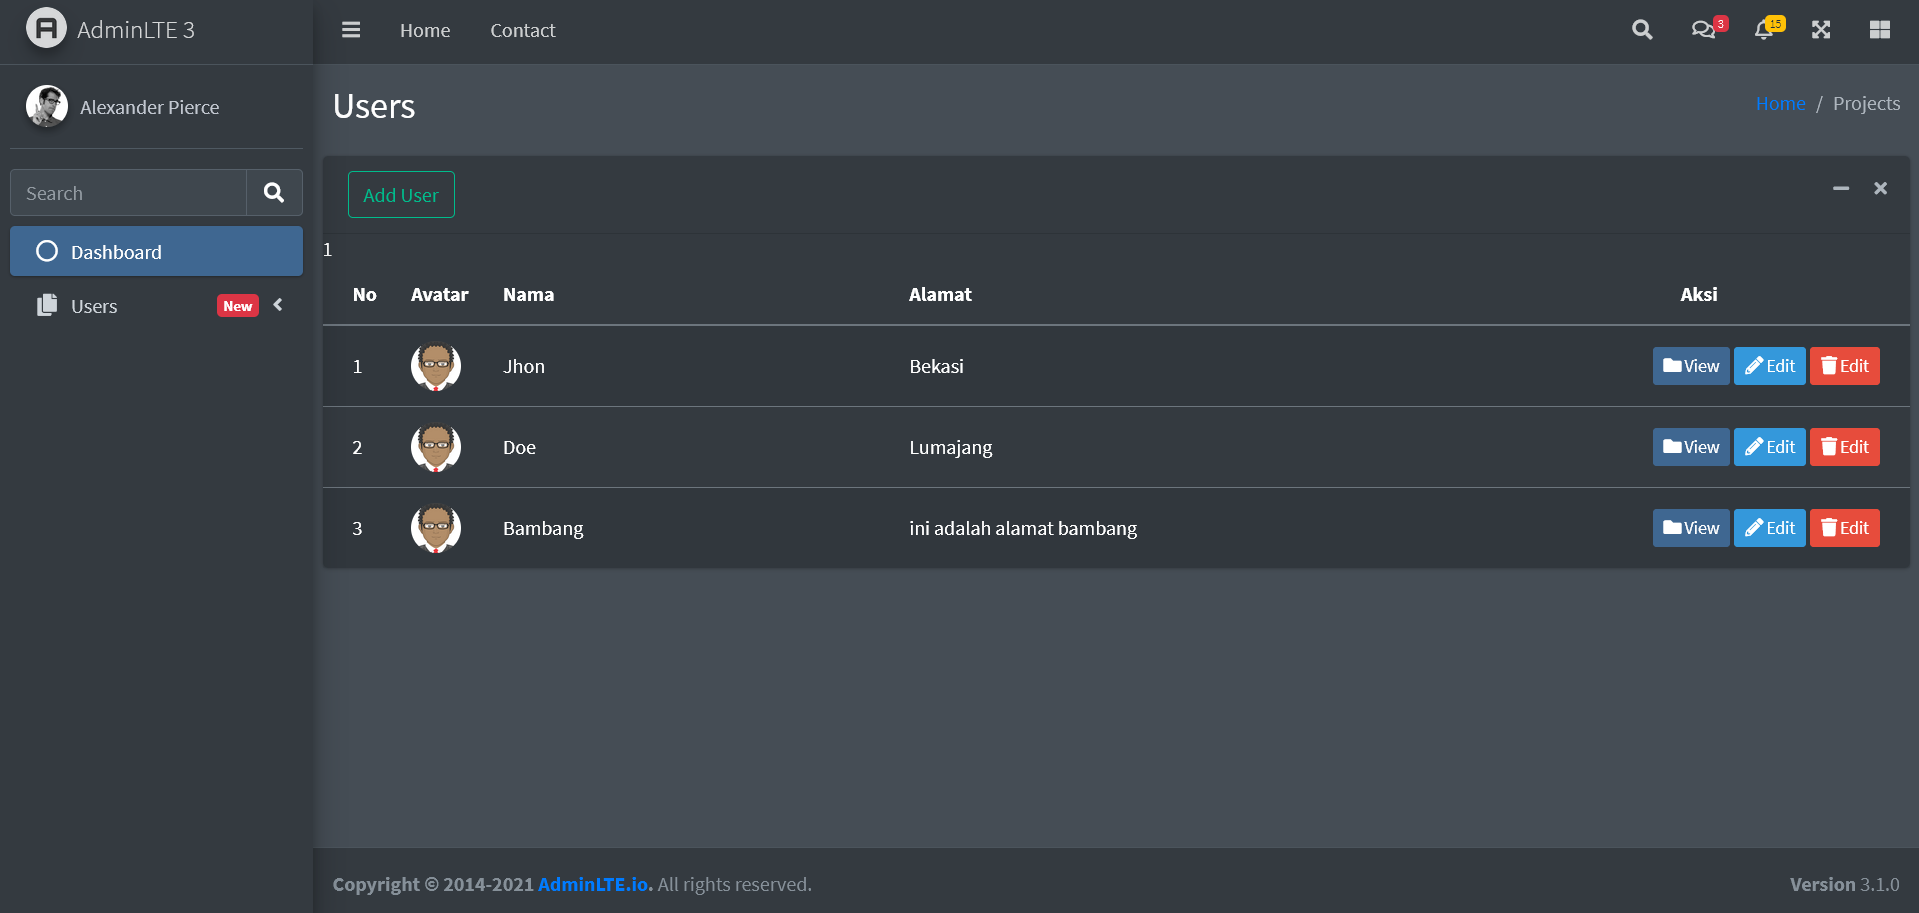 AdminLTE 3
Home
Contact
3
15
Alexander Pierce
Search
Dashboard
Users
New
Users
Home / Projects
Add User
1
No Avatar Nama Alamat Aksi
1 Jhon Bekasi View Edit Edit
2 Doe Lumajang View Edit Edit
3 Bambang ini adalah alamat bambang View Edit Edit
Copyright © 2014-2021 AdminLTE.io. All rights reserved.
Version 3.1.0